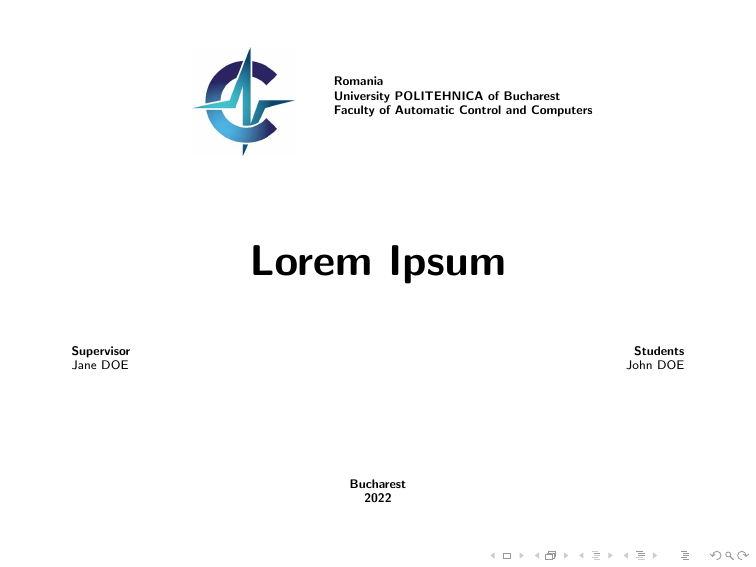 Romania
University POLITEHNICA of Bucharest
Faculty of Automatic Control and Computers
Lorem Ipsum
Supervisor
Jane DOE
Students
John DOE
Bucharest
2022